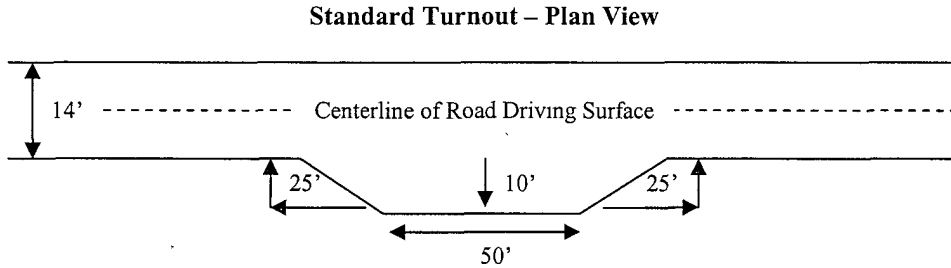 Standard Turnout – Plan View
14'
Centerline of Road Driving Surface
25'
10'
25'
50'